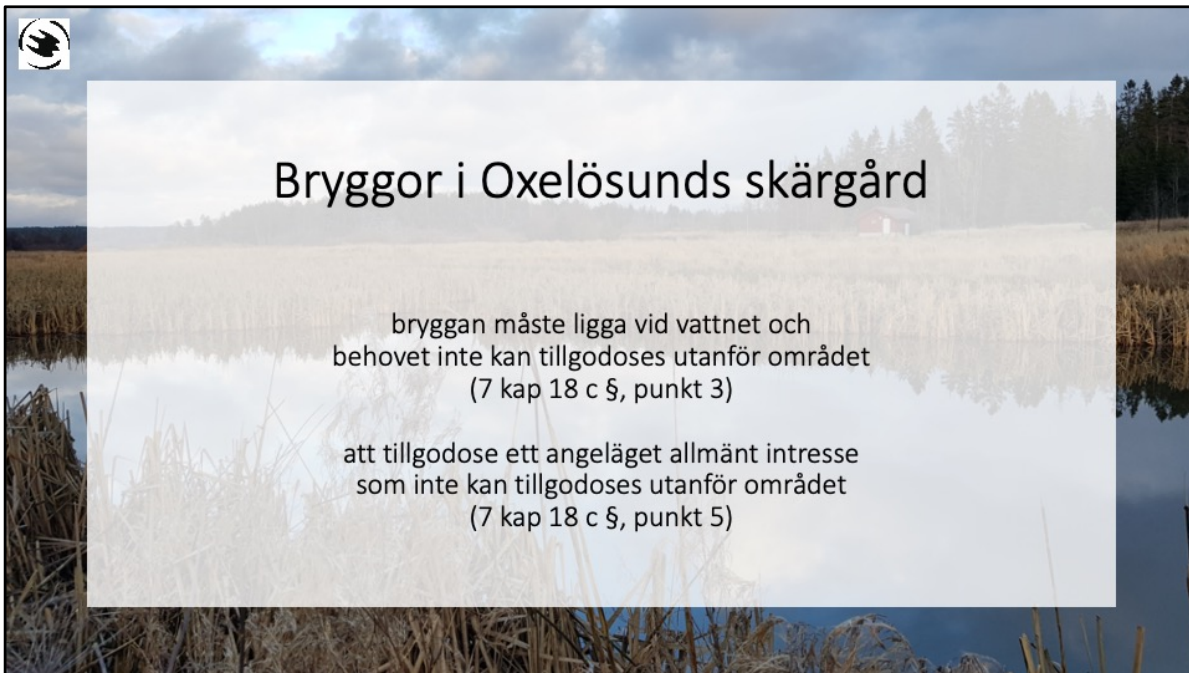 Bryggor i Oxelösunds skärgård
bryggan måste ligga vid vattnet och
behovet inte kan tillgodoses utanför området
(7 kap 18 c §, punkt 3)
att tillgodose ett angeläget allmänt intresse
som inte kan tillgodoses utanför området
(7 kap 18 c §, punkt 5)